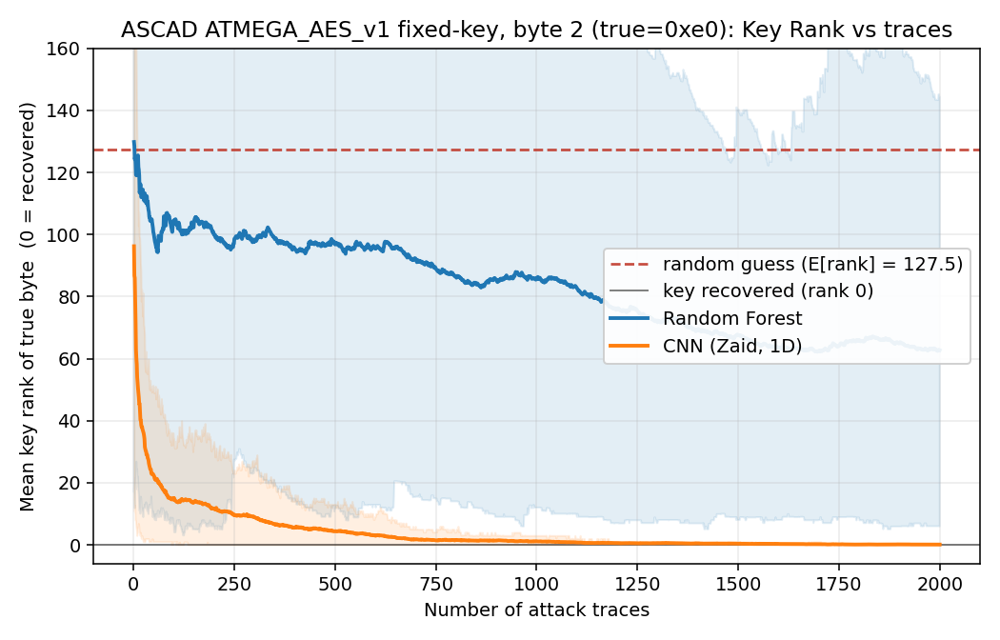 ASCAD ATMEGA_AES_v1 fixed-key, byte 2 (true=0xe0): Key Rank vs traces
Mean key rank of true byte  (0 = recovered)
160
140
120
100
80
60
40
20
0
random guess (E[rank] = 127.5)
key recovered (rank 0)
Random Forest
CNN (Zaid, 1D)
0
250
500
750
1000
1250
1500
1750
2000
Number of attack traces